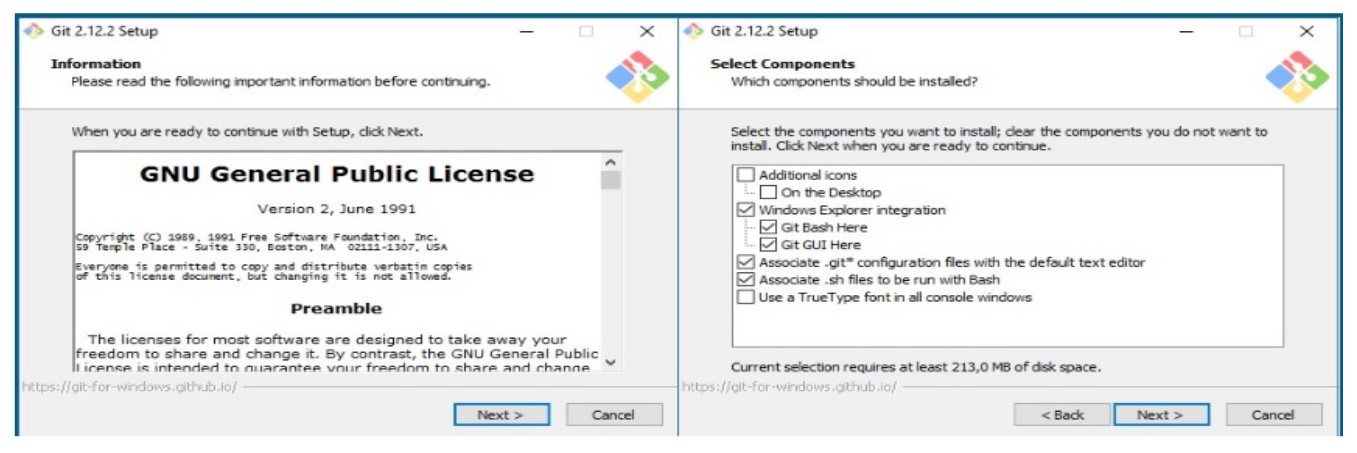 Git 2.12.2 Setup
Information
Please read the following important information before continuing.
When you are ready to continue with Setup, click Next.
GNU General Public License
Version 2, June 1991
Copyright (C) 1989, 1991 Free Software Foundation, Inc.
59 Temple Place - Suite 330, Boston, MA 02111-1307, USA
Everyone is permitted to copy and distribute verbatim copies
of this license document, but changing it is not allowed.
Preamble
The licenses for most software are designed to take away your
freedom to share and change it. By contrast, the GNU General Public
License is intended to guarantee your freedom to share and change
https://git-for-windows.github.io/
Next >
Cancel
Git 2.12.2 Setup
Select Components
Which components should be installed?
Select the components you want to install; clear the components you do not want to
install. Click Next when you are ready to continue.
Additional icons
On the Desktop
Windows Explorer integration
Git Bash Here
Git GUI Here
Associate .git* configuration files with the default text editor
Associate .sh files to be run with Bash
Use a TrueType font in all console windows
Current selection requires at least 213,0 MB of disk space.
https://git-for-windows.github.io/
< Back
Next >
Cancel